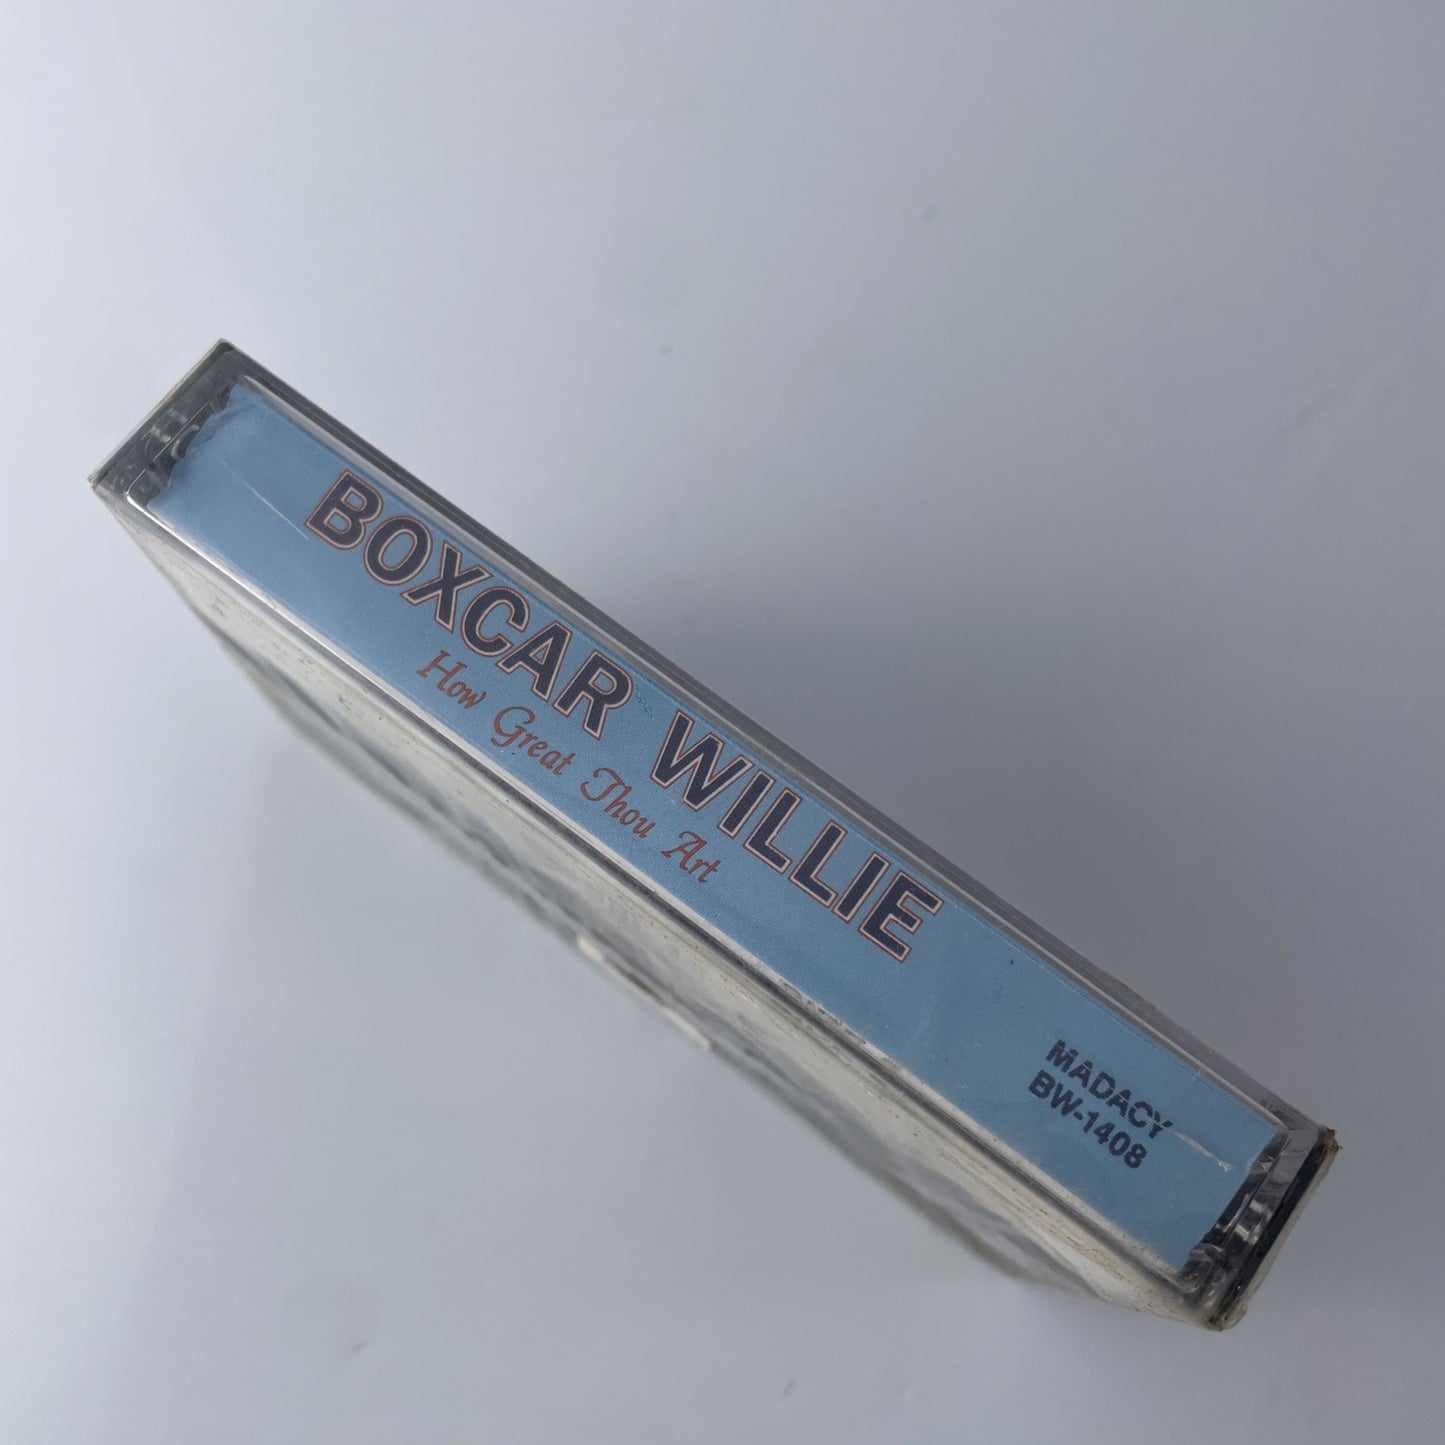 BOXCAR WILLIE
How Great Thou Art
MADACY
BW-1408